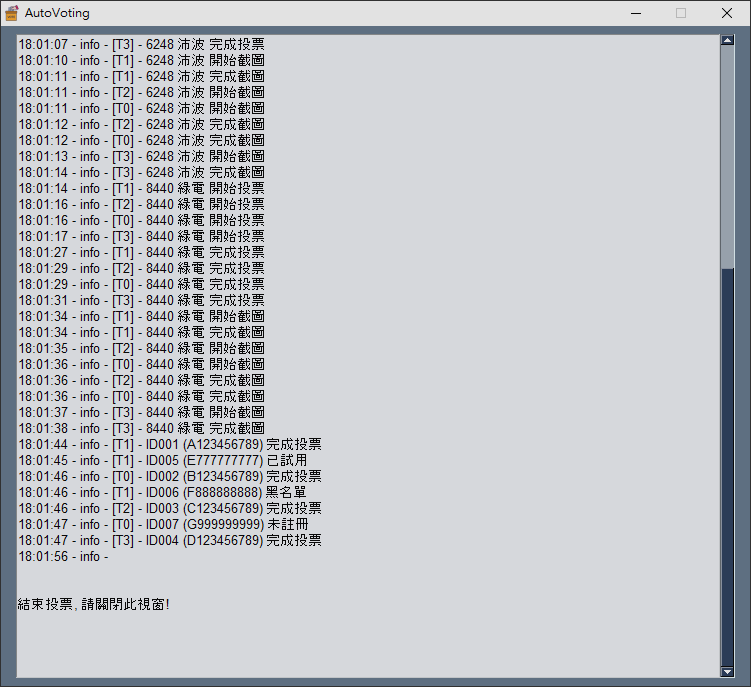 AutoVoting
18:01:07 - info - [T3] - 6248 沛波 完成投票
18:01:10 - info - [T1] - 6248 沛波 開始截圖
18:01:11 - info - [T1] - 6248 沛波 完成截圖
18:01:11 - info - [T2] - 6248 沛波 開始截圖
18:01:11 - info - [T0] - 6248 沛波 開始截圖
18:01:12 - info - [T2] - 6248 沛波 完成截圖
18:01:12 - info - [T0] - 6248 沛波 完成截圖
18:01:13 - info - [T3] - 6248 沛波 開始截圖
18:01:14 - info - [T3] - 6248 沛波 完成截圖
18:01:14 - info - [T1] - 8440 綠電 開始投票
18:01:16 - info - [T2] - 8440 綠電 開始投票
18:01:16 - info - [T0] - 8440 綠電 開始投票
18:01:17 - info - [T3] - 8440 綠電 開始投票
18:01:27 - info - [T1] - 8440 綠電 完成投票
18:01:29 - info - [T2] - 8440 綠電 完成投票
18:01:29 - info - [T0] - 8440 綠電 完成投票
18:01:31 - info - [T3] - 8440 綠電 完成投票
18:01:34 - info - [T1] - 8440 綠電 開始截圖
18:01:34 - info - [T1] - 8440 綠電 完成截圖
18:01:35 - info - [T2] - 8440 綠電 開始截圖
18:01:36 - info - [T0] - 8440 綠電 開始截圖
18:01:36 - info - [T2] - 8440 綠電 完成截圖
18:01:36 - info - [T0] - 8440 綠電 完成截圖
18:01:37 - info - [T3] - 8440 綠電 開始截圖
18:01:38 - info - [T3] - 8440 綠電 完成截圖
18:01:44 - info - [T1] - ID001 (A123456789) 完成投票
18:01:45 - info - [T1] - ID005 (E777777777) 已試用
18:01:46 - info - [T0] - ID002 (B123456789) 完成投票
18:01:46 - info - [T1] - ID006 (F888888888) 黑名單
18:01:46 - info - [T2] - ID003 (C123456789) 完成投票
18:01:47 - info - [T0] - ID007 (G999999999) 未註冊
18:01:47 - info - [T3] - ID004 (D123456789) 完成投票
18:01:56 - info -
結束投票, 請關閉此視窗!